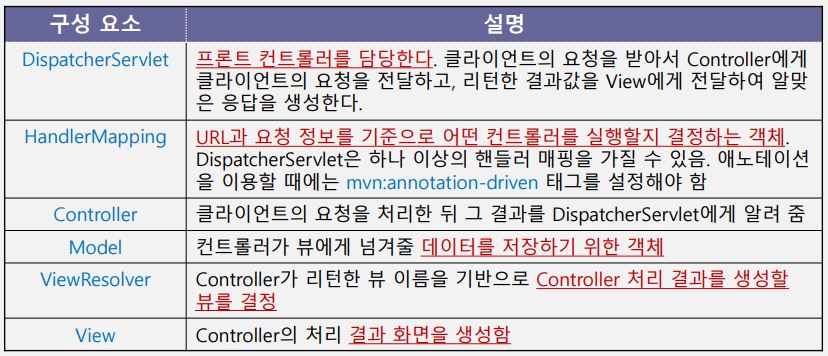 구성 요소 설명
DispatcherServlet 프론트 컨트롤러를 담당한다. 클라이언트의 요청을 받아서 Controller에게
클라이언트의 요청을 전달하고, 리턴한 결과값을 View에게 전달하여 알맞
은 응답을 생성한다.
HandlerMapping URL과 요청 정보를 기준으로 어떤 컨트롤러를 실행할지 결정하는 객체.
DispatcherServlet은 하나 이상의 핸들러 매핑을 가질 수 있음. 애노테이션
을 이용할 때에는 mvn:annotation-driven 태그를 설정해야 함
Controller 클라이언트의 요청을 처리한 뒤 그 결과를 DispatcherServlet에게 알려 줌
Model 컨트롤러가 뷰에게 넘겨줄 데이터를 저장하기 위한 객체
ViewResolver Controller가 리턴한 뷰 이름을 기반으로 Controller 처리 결과를 생성할
뷰를 결정
View Controller의 처리 결과 화면을 생성함